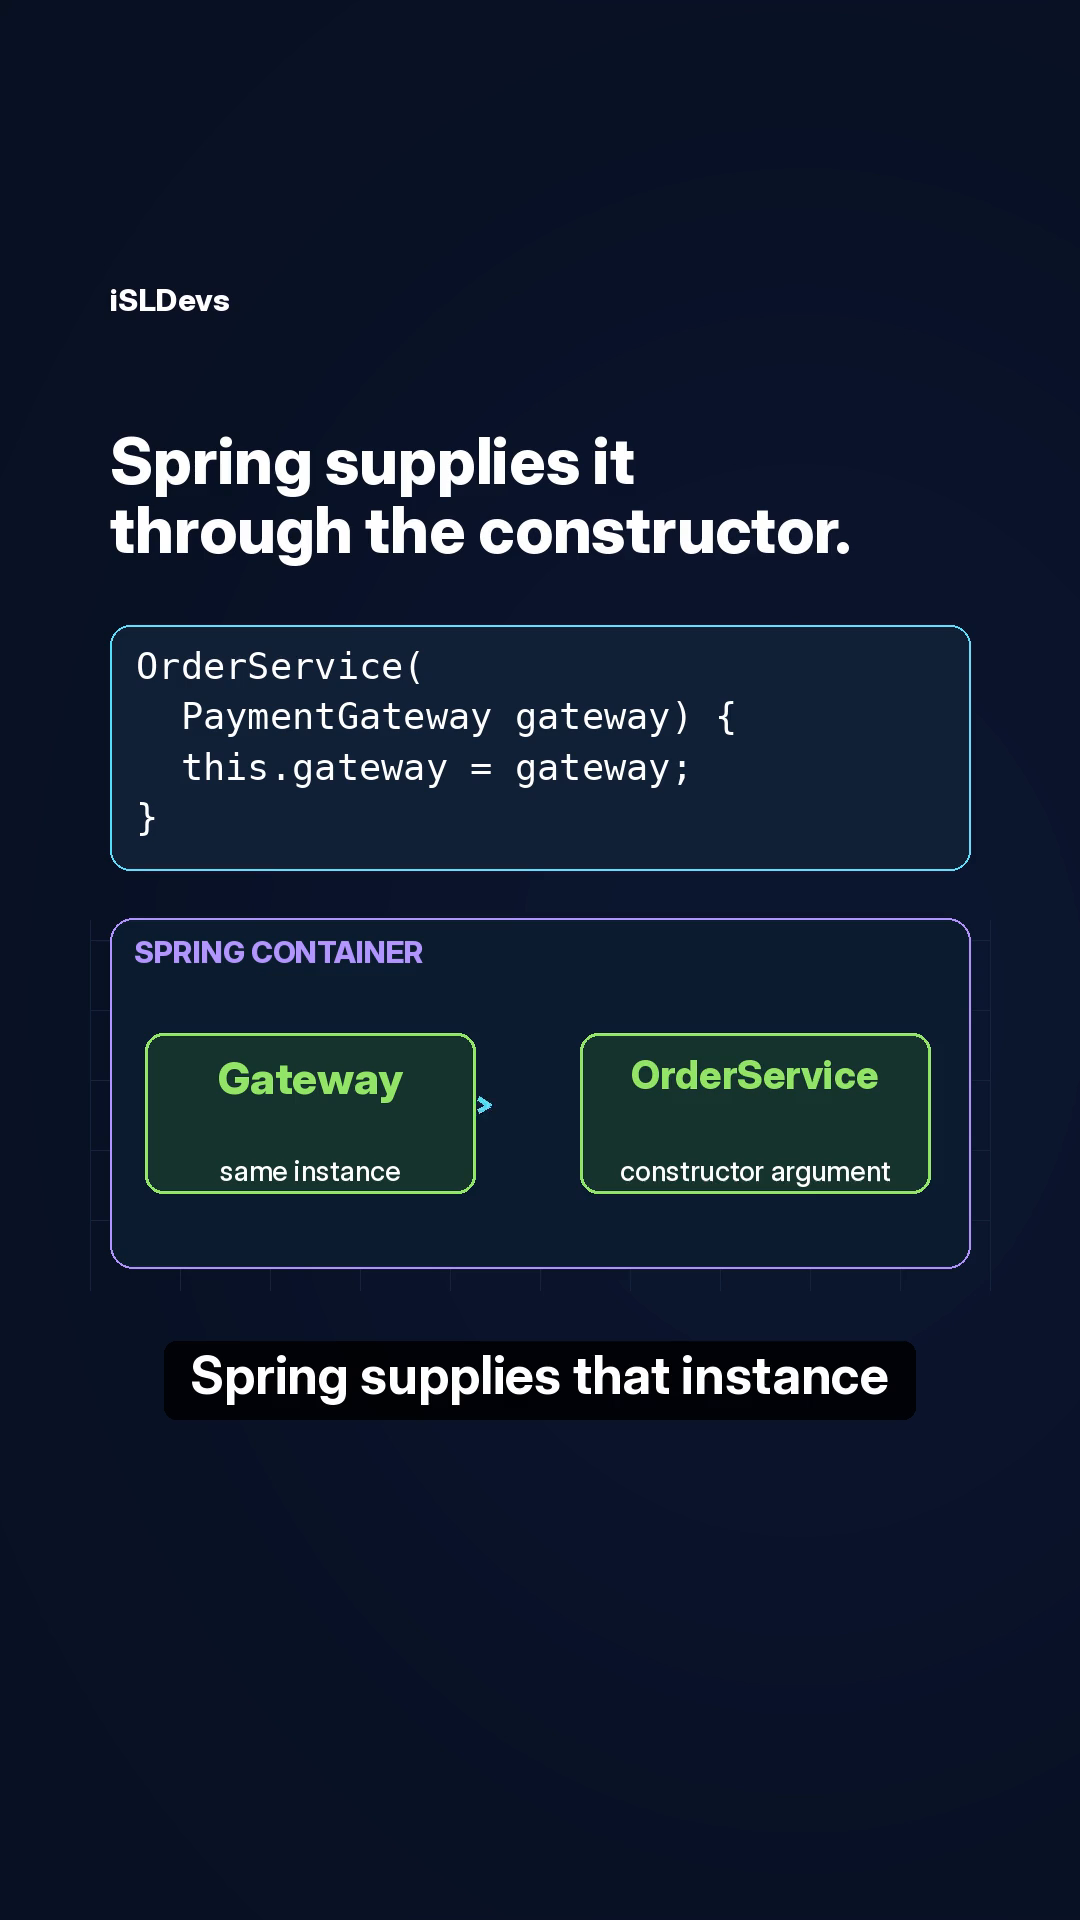 iSLDevs
Spring supplies it
through the constructor.
OrderService(
  PaymentGateway gateway) {
  this.gateway = gateway;
}
SPRING CONTAINER
Gateway
same instance
OrderService
constructor argument
Spring supplies that instance